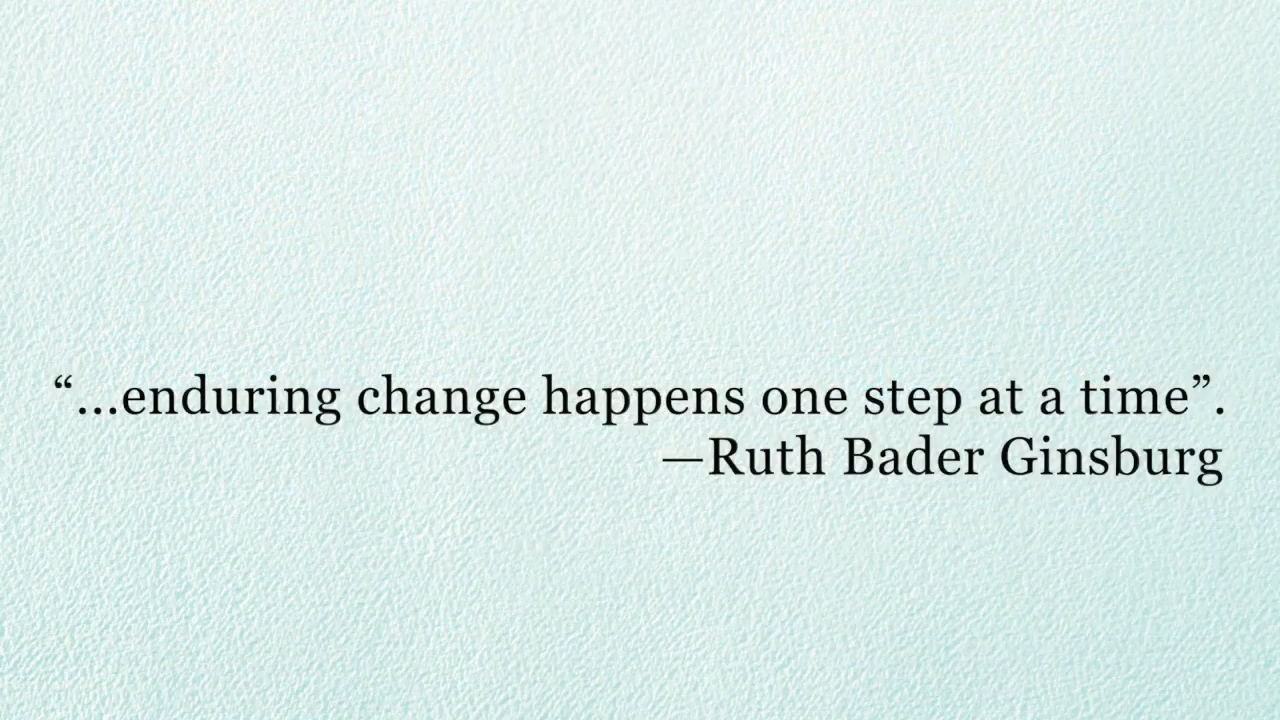 “...enduring change happens one step at a time”.
—Ruth Bader Ginsburg